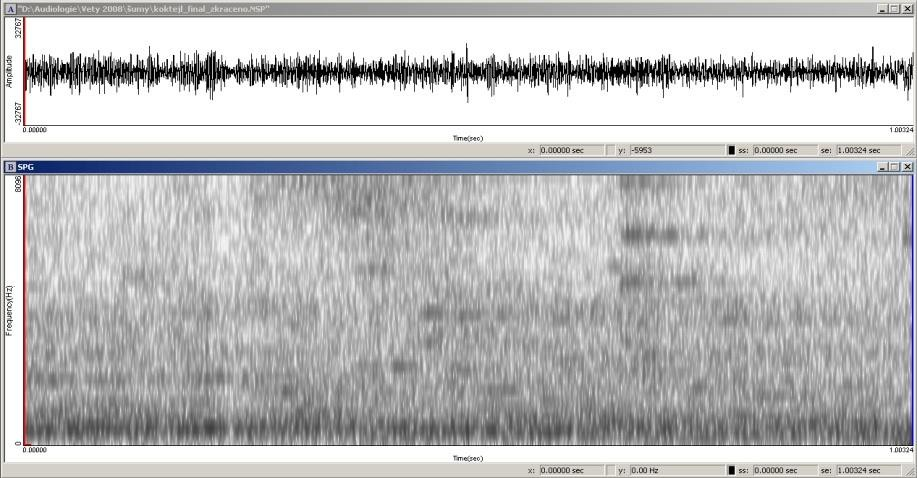 A "D:\Audiologie\Vety 2008\Šumy\koktejl_final_zkraceno.NSP"
32767
Amplitude
-32767
0.00000 1.00324
Time(sec)
x: 0.00000 sec y: -5953 ss: 0.00000 sec se: 1.00324 sec
B SPG
8096
Frequency(Hz)
0
0.00000 1.00324
Time(sec)
x: 0.00000 sec y: 0.00 Hz ss: 0.00000 sec se: 1.00324 sec